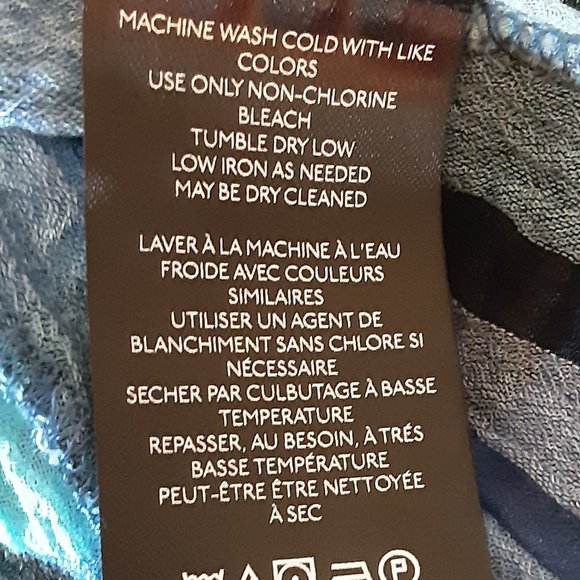 MACHINE WASH COLD WITH LIKE
COLORS
USE ONLY NON-CHLORINE
BLEACH
TUMBLE DRY LOW
LOW IRON AS NEEDED
MAY BE DRY CLEANED
LAVER À LA MACHINE À L'EAU
FROIDE AVEC COULEURS
SIMILAIRES
UTILISER UN AGENT DE
BLANCHIMENT SANS CHLORE SI
NÉCESSAIRE
SECHER PAR CULBUTAGE À BASSE
TEMPERATURE
REPASSER, AU BESOIN, À TRÉS
BASSE TEMPÉRATURE
PEUT-ÊTRE ÊTRE NETTOYÉE
À SEC
P